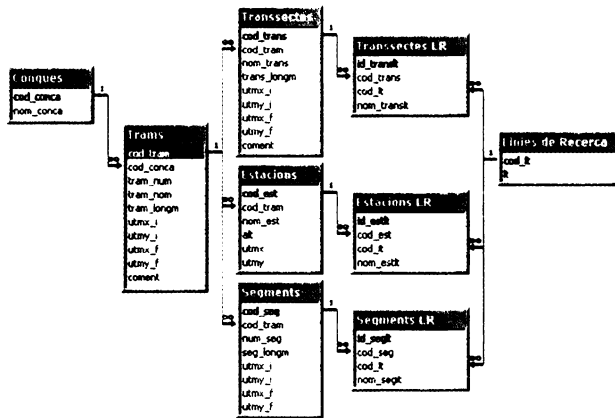 Conques
cod_conca
nom_conca
Trams
cod_tram
cod_conca
tram_num
tram_nom
tram_longm
utmx_i
utmy_i
utmx_f
utmy_f
coment
Transsectes
cod_trans
cod_tram
nom_trans
trans_longm
utmx_i
utmy_i
utmx_f
utmy_f
coment
Estacions
cod_est
cod_tram
nom_est
alt
utmx
utmy
Segments
cod_seg
cod_tram
num_seg
seg_longm
utmx_i
utmy_i
utmx_f
utmy_f
Transsectes LR
id_translt
cod_trans
cod_lt
nom_translt
Estacions LR
id_estlt
cod_est
cod_lt
nom_estlt
Segments LR
id_seglt
cod_seg
cod_lt
nom_seglt
Línies de Recerca
cod_lt
lt
1
1
1
1
1
1